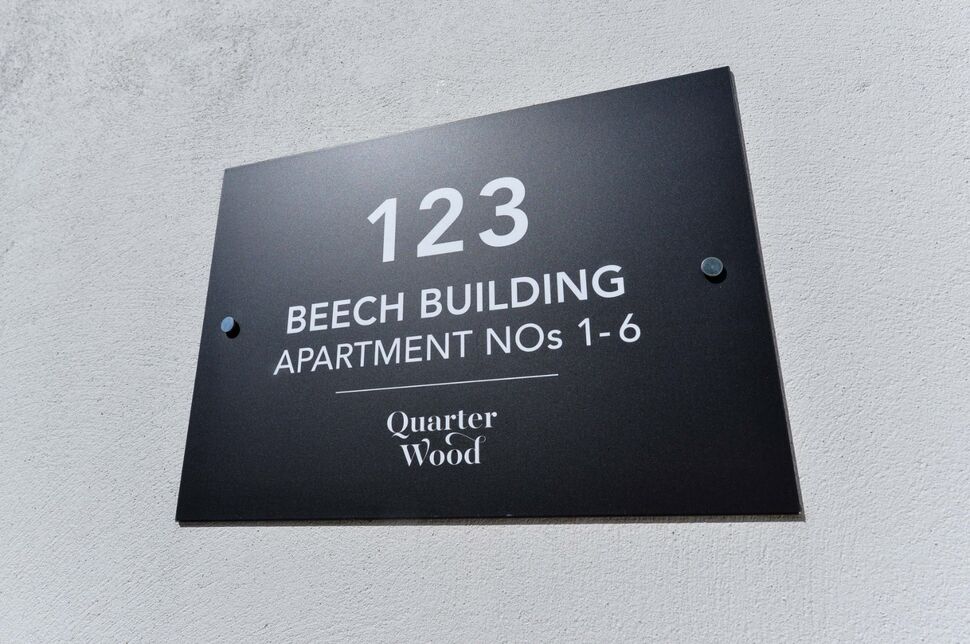 123
BEECH BUILDING
APARTMENT NOs 1-6
Quarter
Wood